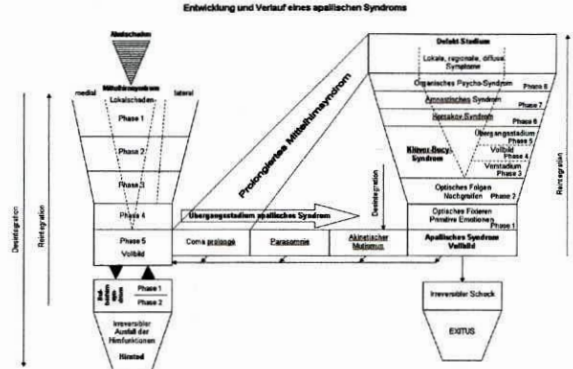 Entwicklung und Verlauf eines apallischen Syndroms
Akutschaden
Mittelhirnsyndrom
medial
Lokalschaden
lateral
Phase 1
Phase 2
Phase 3
Phase 4
Phase 5
Vollbild
Desintegration
Reintegration
Phase 1
Phase 2
Irreversibler
Ausfall der
Hirnfunktionen
Hirntod
Prolongiertes Mittelhirnsyndrom
Übergangsstadium apallisches Syndrom
Coma prolongé
Parasomnie
Akinetischer
Mutismus
Desintegration
Defekt Stadium
Lokale, regionale, diffuse
Symptome
Organisches Psycho-Syndrom
Phase 8
Amnestisches Syndrom
Phase 7
Korsakow Syndrom
Phase 6
Klüver-Bucy
Syndrom
Übergangsstadium
Phase 5
Vollbild
Phase 4
Vorstadium
Phase 3
Optisches Folgen
Nachgreifen
Phase 2
Optisches Fixieren
Primitive Emotionen
Phase 1
Apallisches Syndrom
Vollbild
Reintegration
Irreversibler Schock
EXITUS